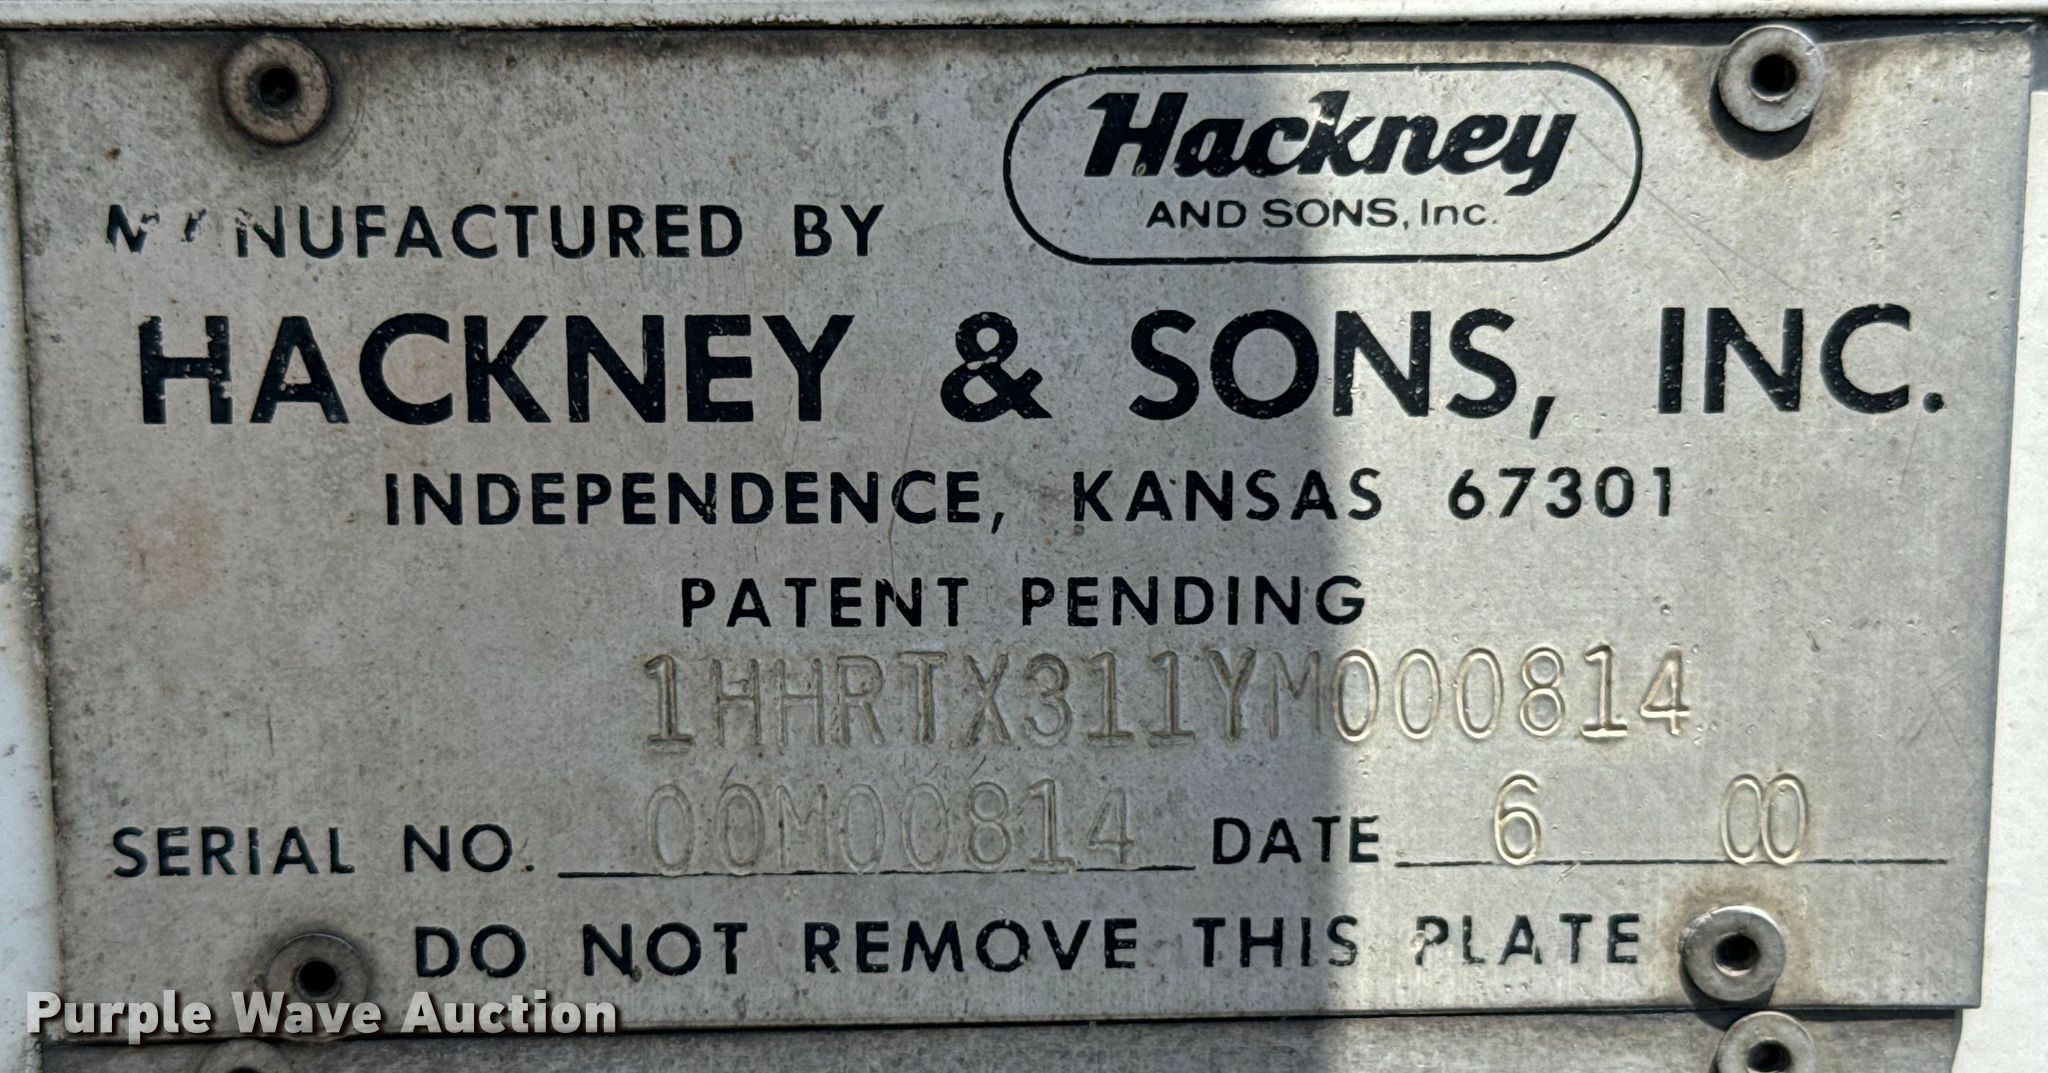 Hackney
AND SONS, Inc.
MANUFACTURED BY
HACKNEY & SONS, INC.
INDEPENDENCE, KANSAS 67301
PATENT PENDING
1HHRTX311YM000814
SERIAL NO. 00M00814 DATE 6 00
DO NOT REMOVE THIS PLATE
Purple Wave Auction